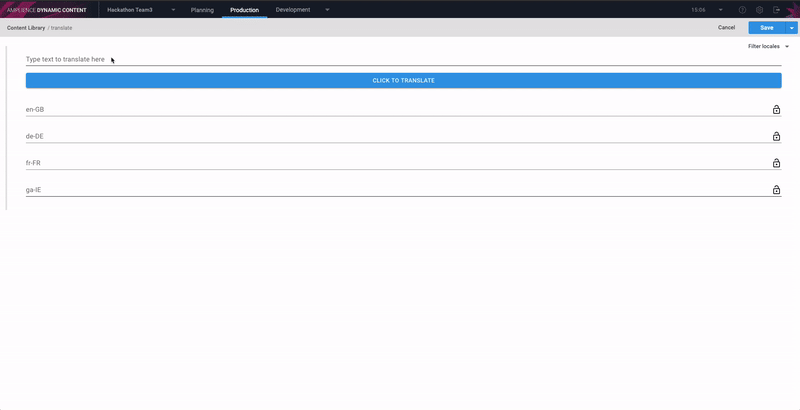 AMPLIENCE DYNAMIC CONTENT Hackathon Team3 Planning Production Development 15:06
Content Library / translate Cancel Save
Filter locales
Type text to translate here
CLICK TO TRANSLATE
en-GB
de-DE
fr-FR
ga-IE